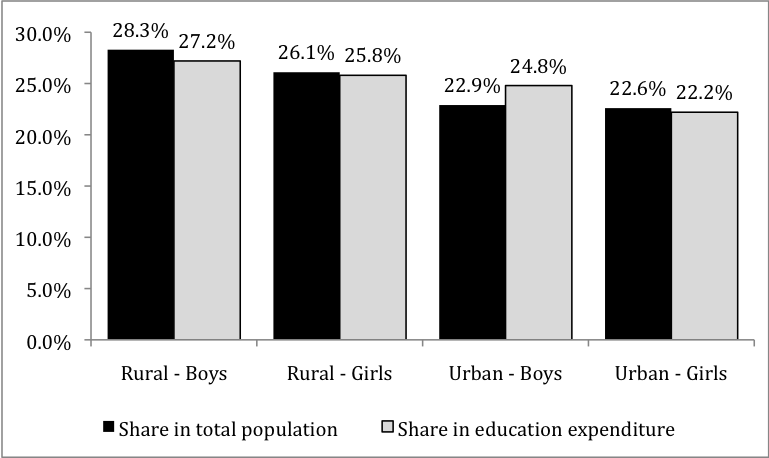 30.0%
25.0%
20.0%
15.0%
10.0%
5.0%
0.0%
28.3%
27.2%
26.1%
25.8%
22.9%
24.8%
22.6%
22.2%
Rural - Boys
Rural - Girls
Urban - Boys
Urban - Girls
Share in total population
Share in education expenditure